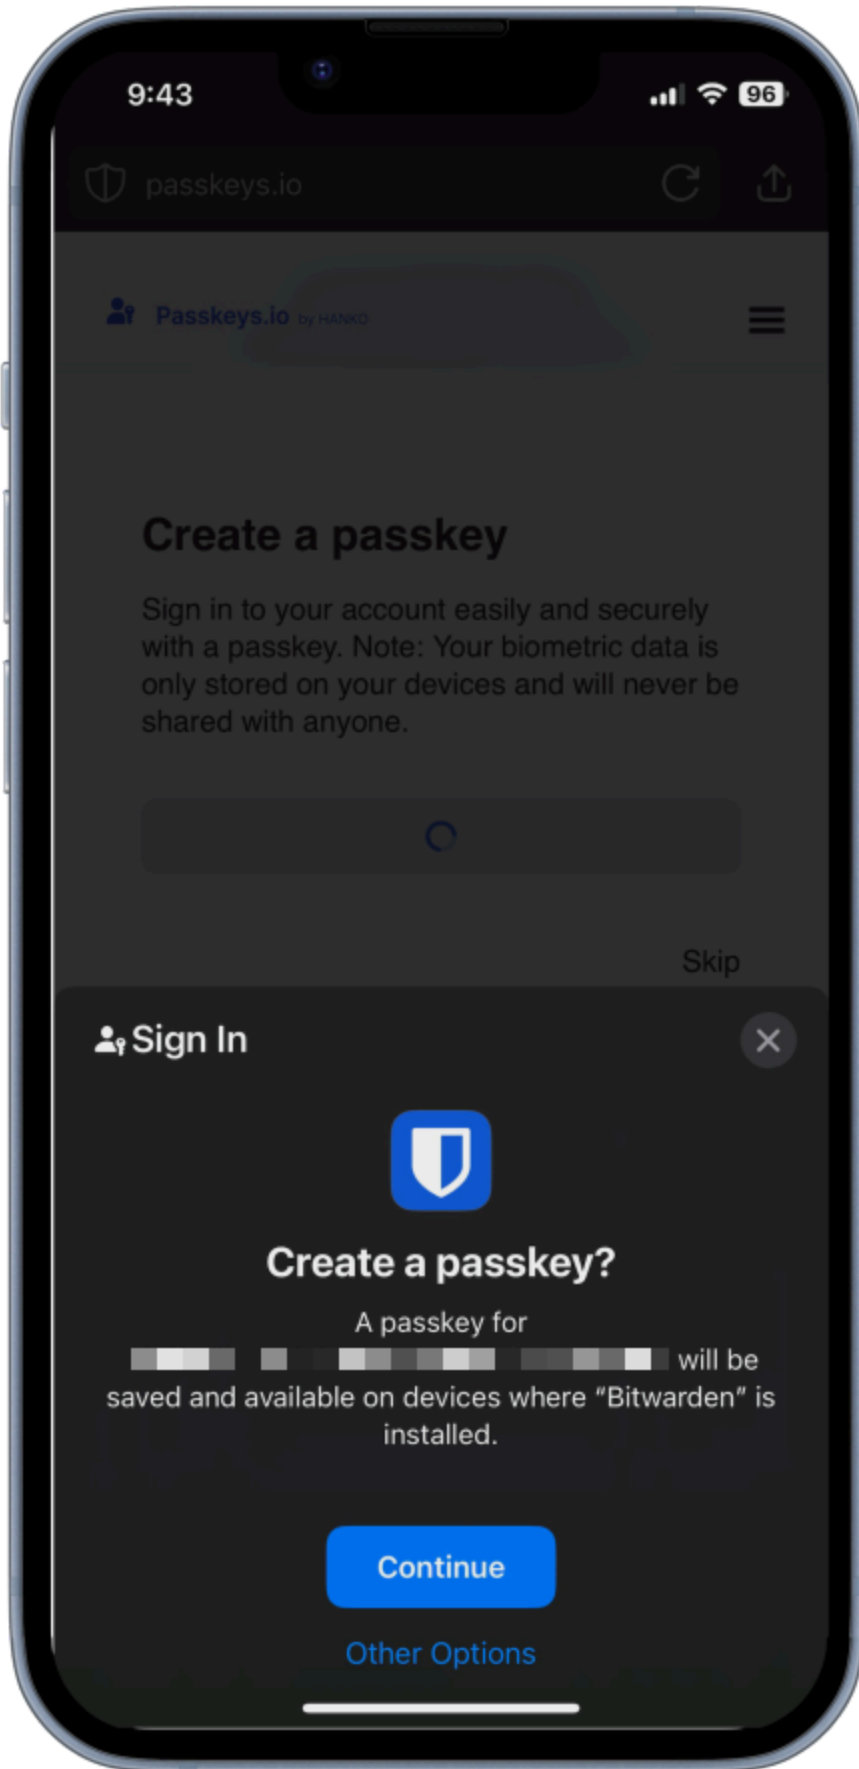 9:43
96
passkeys.io
Passkeys.io by HANKO
Create a passkey
Sign in to your account easily and securely
with a passkey. Note: Your biometric data is
only stored on your devices and will never be
shared with anyone.
Skip
Sign In
Create a passkey?
A passkey for
will be
saved and available on devices where “Bitwarden” is
installed.
Continue
Other Options